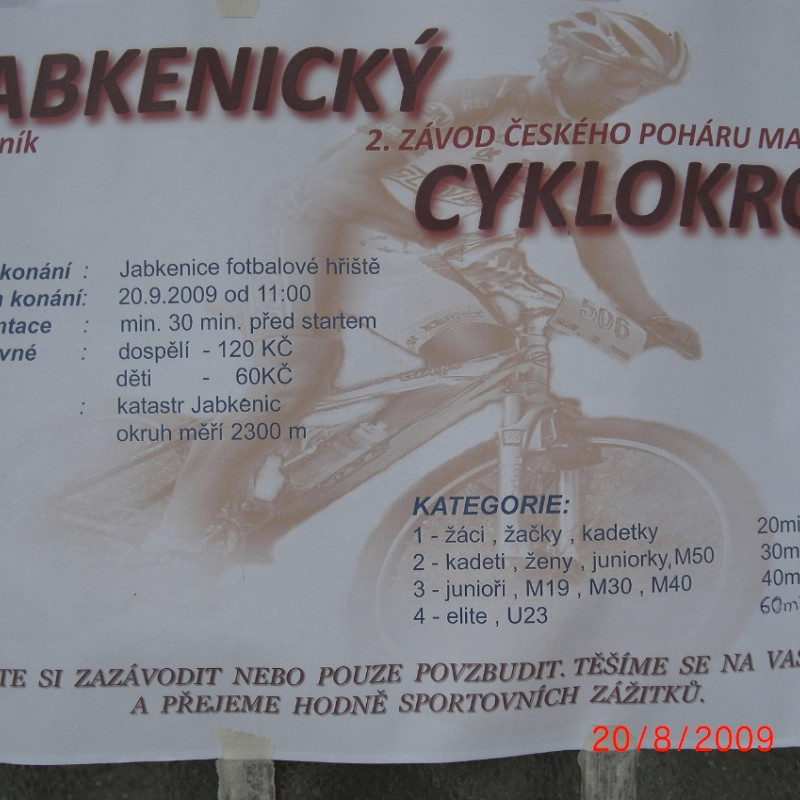 ABKENICKÝ
ník
2. ZÁVOD ČESKÉHO POHÁRU MA
CYKLOKRO
konání : Jabkenice fotbalové hřiště
konání: 20.9.2009 od 11:00
ntace : min. 30 min. před startem
vné : dospělí - 120 KČ
děti - 60KČ
: katastr Jabkenic
okruh měří 2300 m
506
KATEGORIE:
1 - žáci , žačky , kadetky 20mi
2 - kadeti , ženy , juniorky, M50 30m
3 - junioři , M19 , M30 , M40 40m
4 - elite , U23 60m
TE SI ZAZÁVODIT NEBO POUZE POVZBUDIT. TĚŠÍME SE NA VÁS
A PŘEJEME HODNĚ SPORTOVNÍCH ZÁŽITKŮ.
20/8/2009